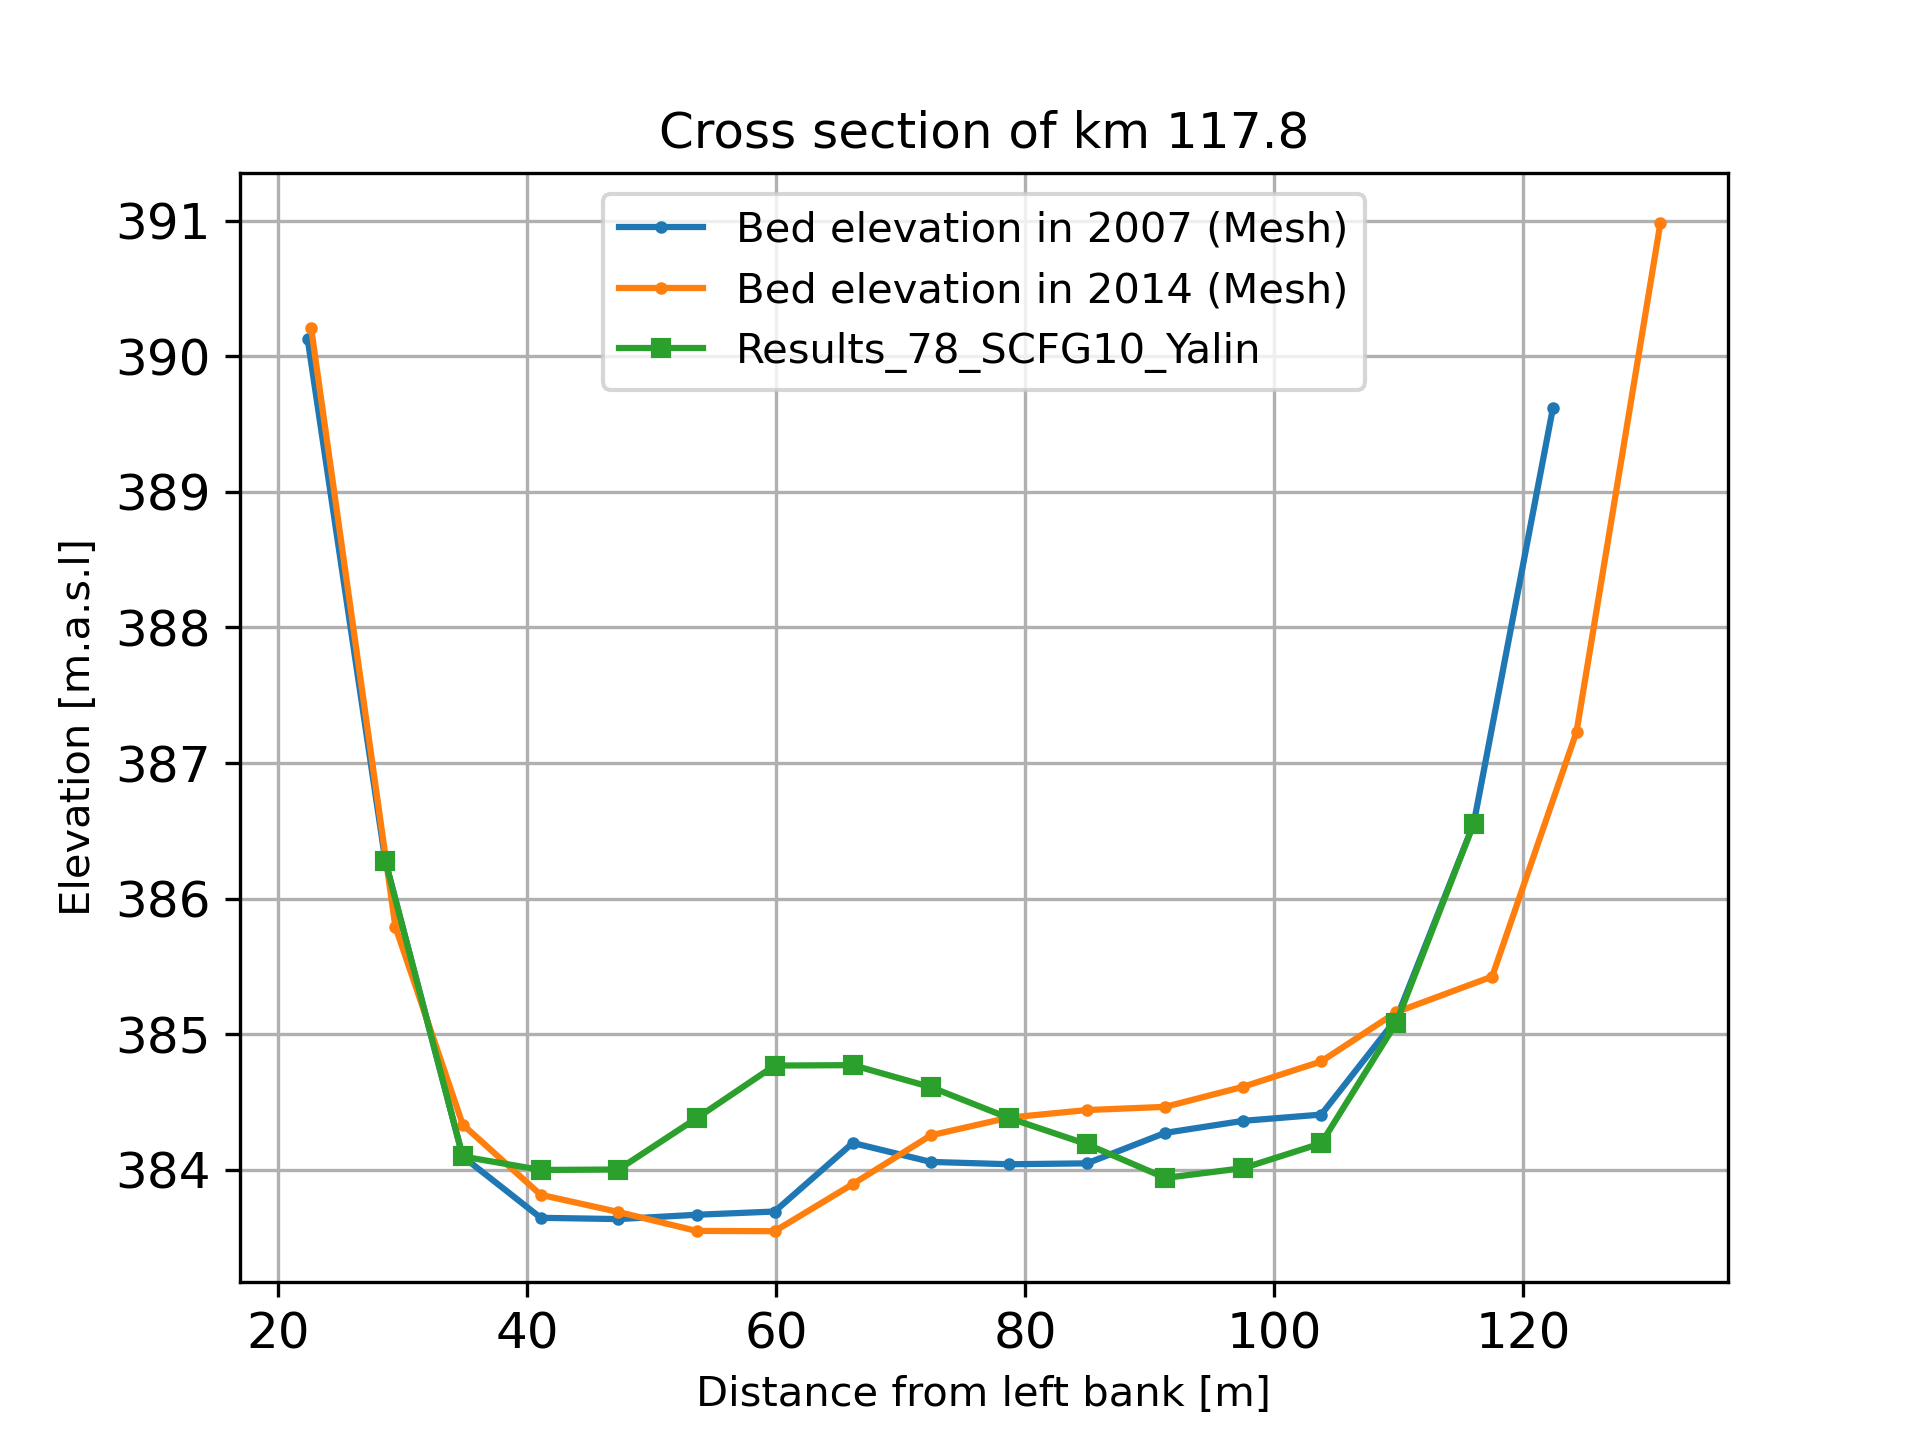 Cross section of km 117.8
Bed elevation in 2007 (Mesh)
Bed elevation in 2014 (Mesh)
Results_78_SCFG10_Yalin
391
390
389
388
387
386
385
384
Elevation [m.a.s.l]
20 40 60 80 100 120
Distance from left bank [m]